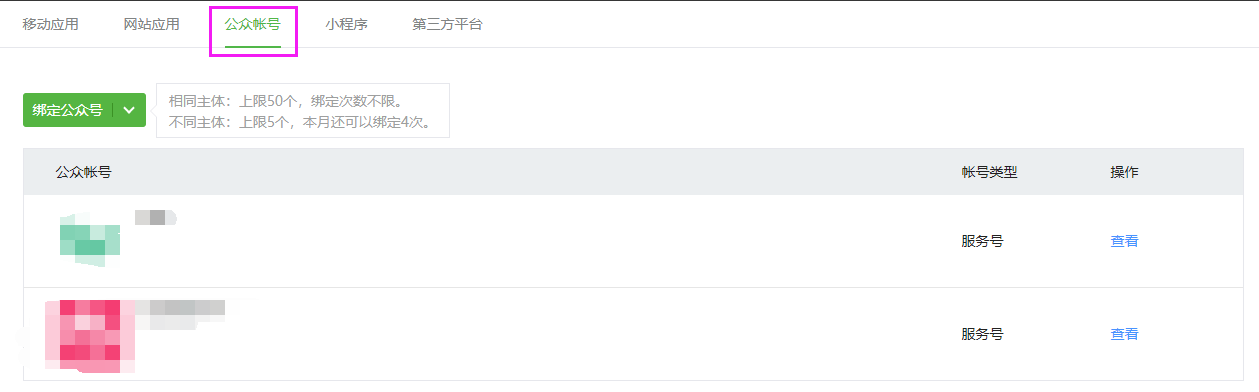 移动应用 网站应用 公众帐号 小程序 第三方平台
绑定公众号
相同主体：上限50个，绑定次数不限。
不同主体：上限5个，本月还可以绑定4次。
公众帐号 帐号类型 操作
服务号 查看
服务号 查看